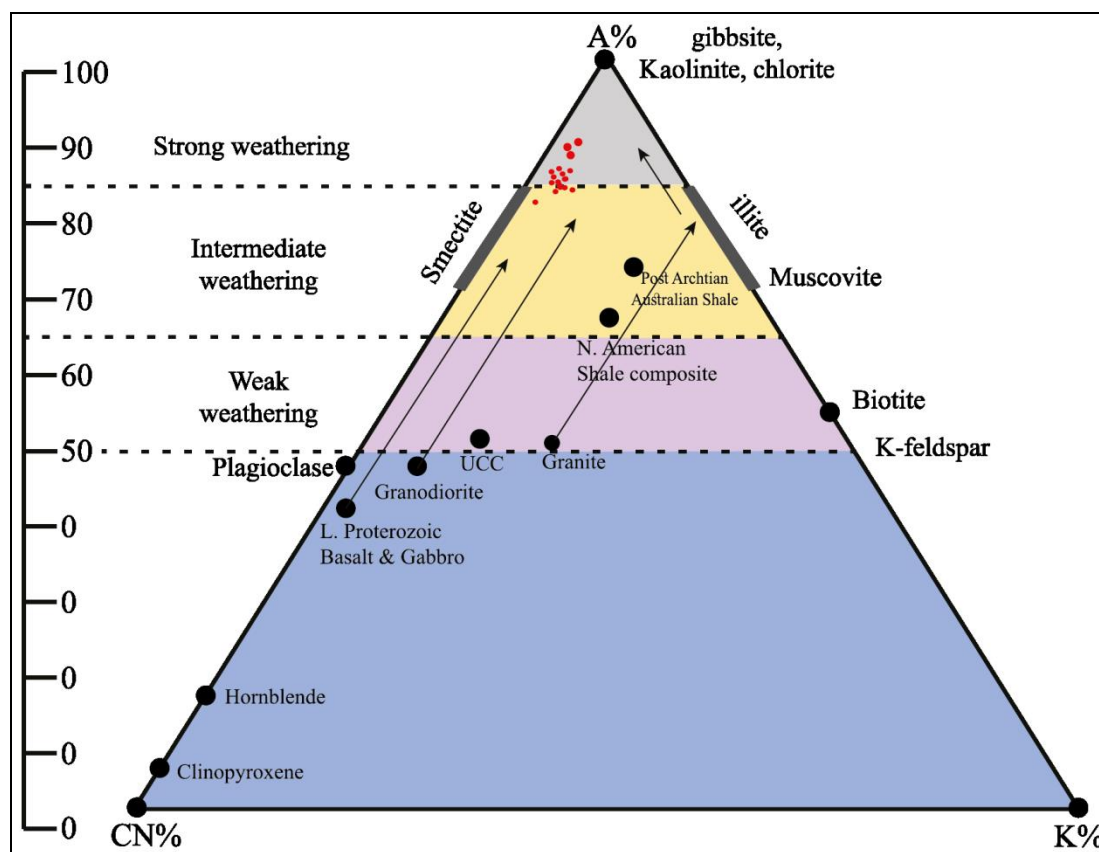 A%
gibbsite,
Kaolinite, chlorite
100
90
Strong weathering
80
Smectite
illite
Intermediate
weathering
Muscovite
Post Archtian
Australian Shale
70
N. American
Shale composite
60
Weak
weathering
Biotite
K-feldspar
50
Plagioclase
UCC
Granite
Granodiorite
0
L. Proterozoic
Basalt & Gabbro
0
0
Hornblende
0
Clinopyroxene
0
CN%
K%